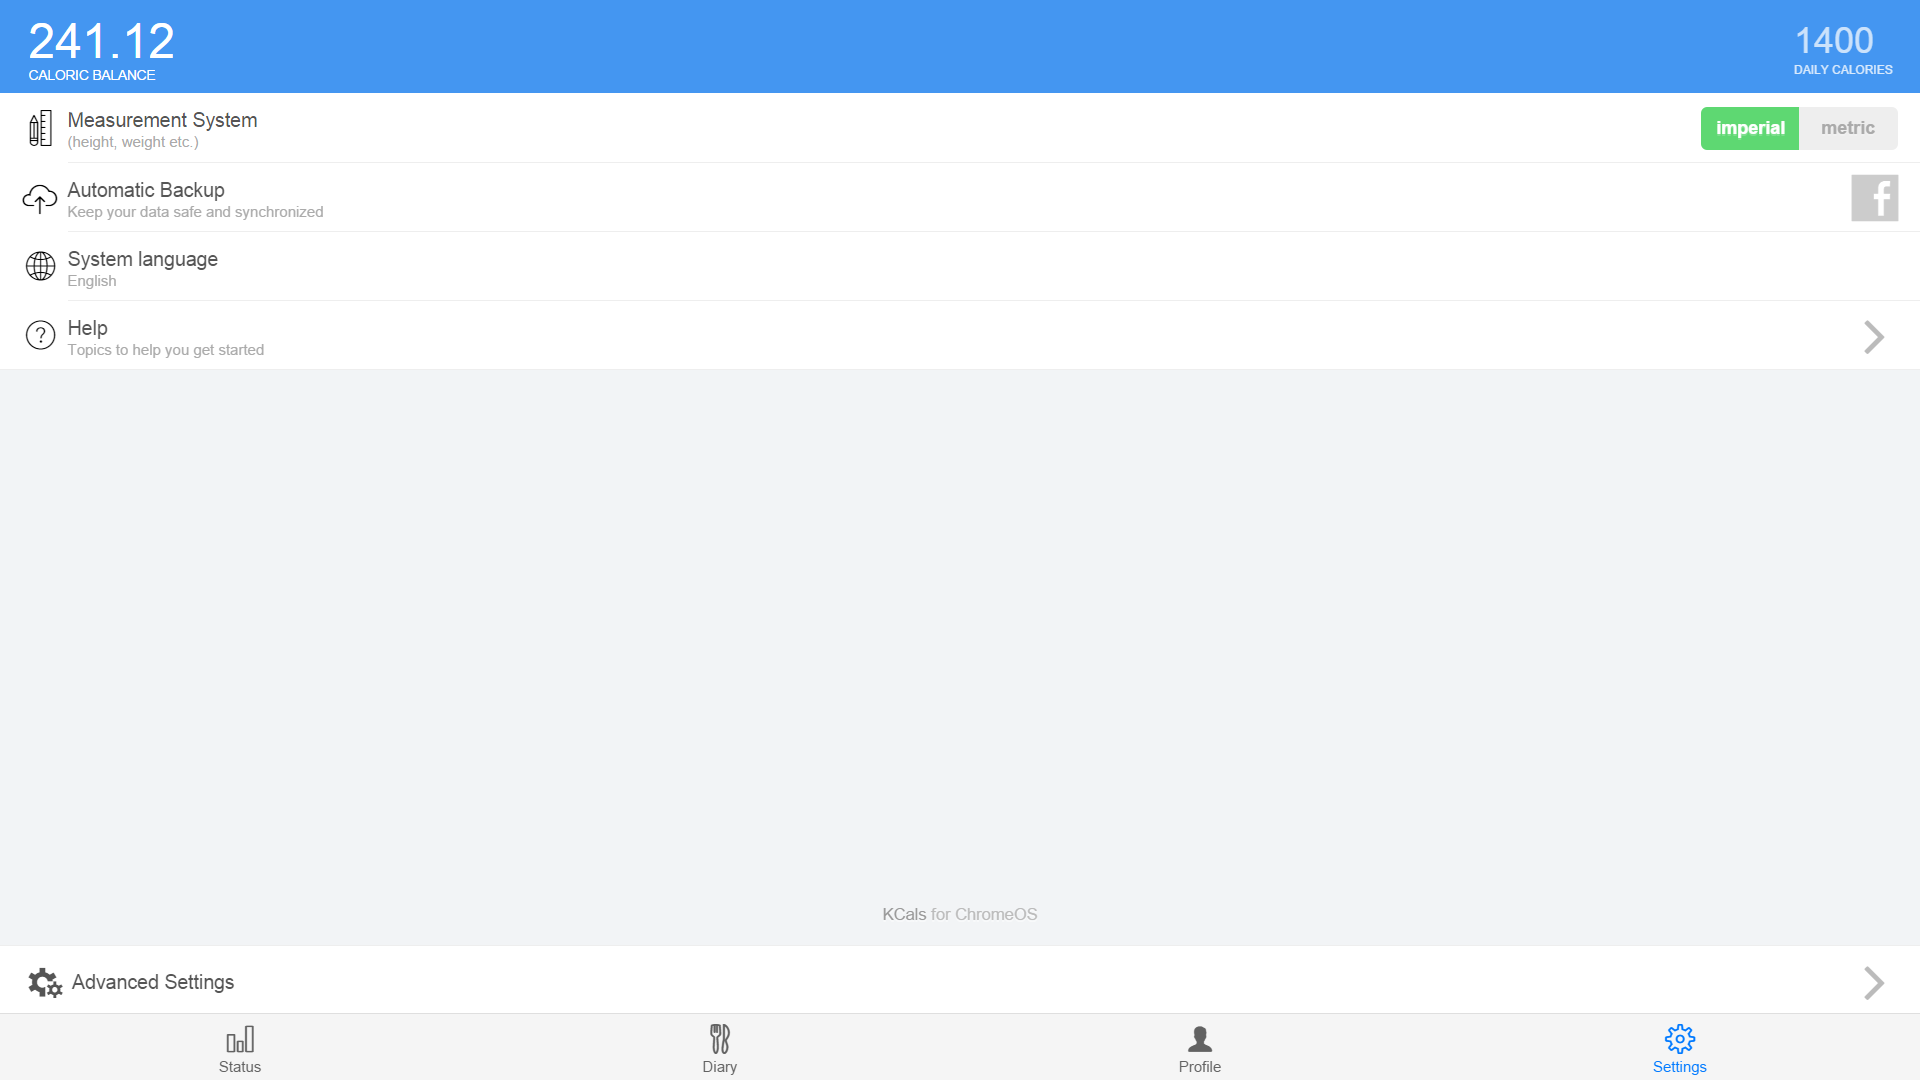 241.12
CALORIC BALANCE
1400
DAILY CALORIES
Measurement System
(height, weight etc.)
imperial
metric
Automatic Backup
Keep your data safe and synchronized
f
System language
English
?
Help
Topics to help you get started
KCals for ChromeOS
Advanced Settings
Status
Diary
Profile
Settings